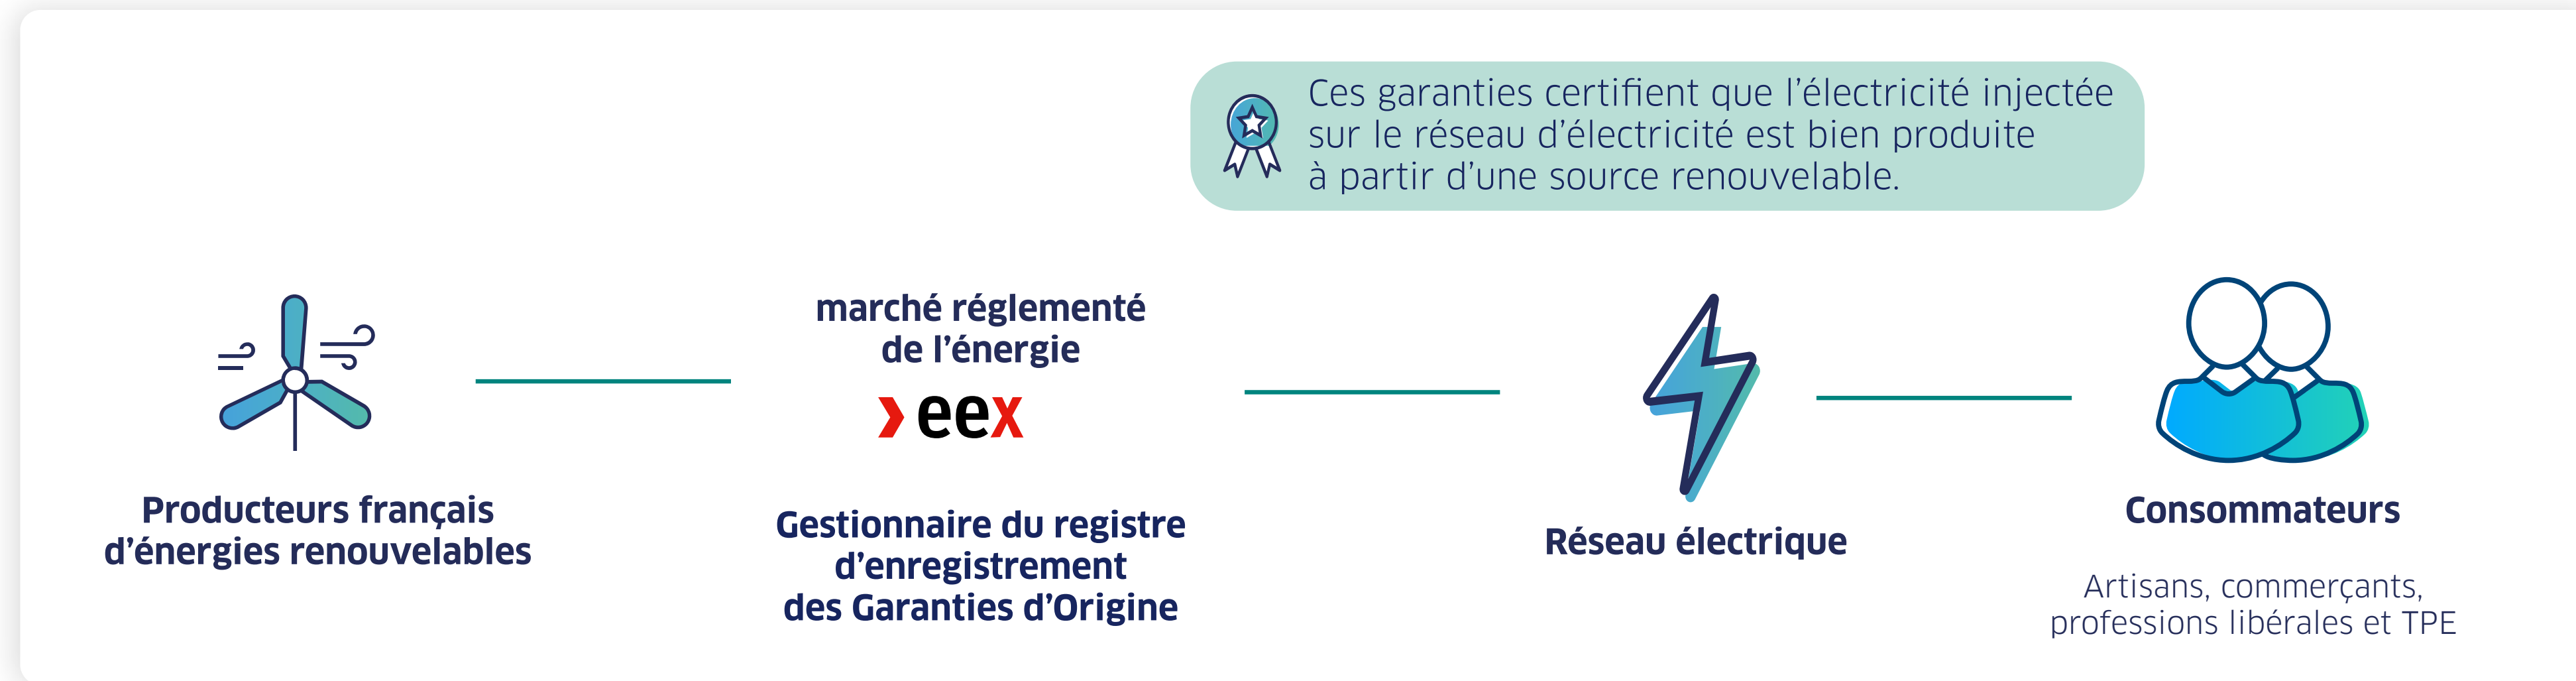 Ces garanties certifient que l’électricité injectée
sur le réseau d’électricité est bien produite
à partir d’une source renouvelable.
Producteurs français
d’énergies renouvelables
marché réglementé
de l’énergie
eex
Gestionnaire du registre
d’enregistrement
des Garanties d’Origine
Réseau électrique
Consommateurs
Artisans, commerçants,
professions libérales et TPE